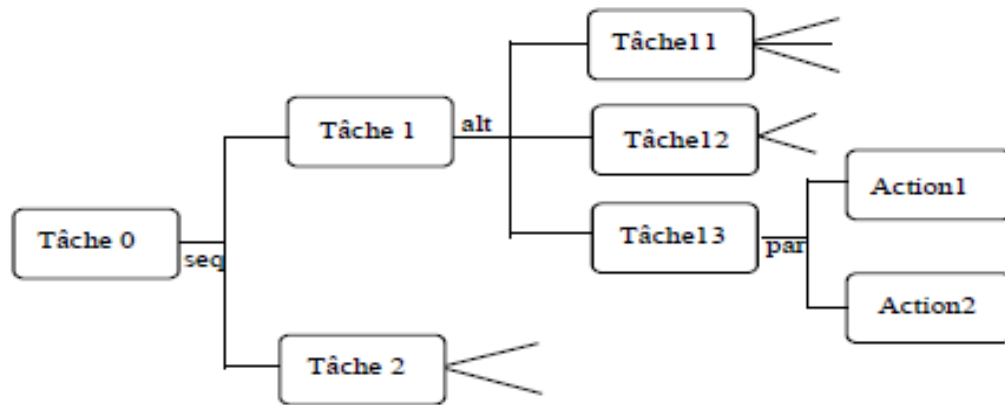 Tâche11
Tâche 1
alt
Tâche12
Action1
Tâche 0
seq
Tâche13
par
Action2
Tâche 2